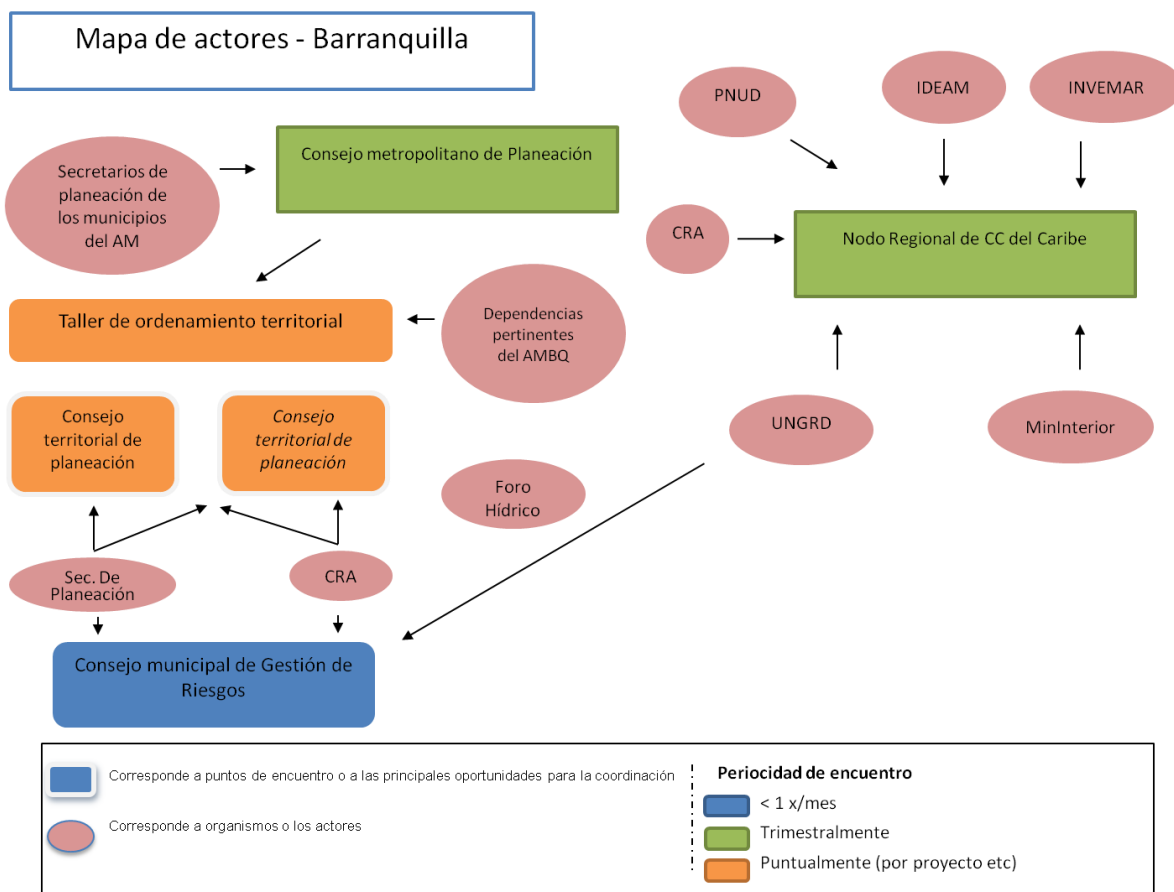 Mapa de actores - Barranquilla
PNUD
IDEAM
INVEMAR
Secretarios de
planeación de
los municipios
del AM
Consejo metropolitano de Planeación
CRA
Nodo Regional de CC del Caribe
Taller de ordenamiento territorial
Dependencias
pertinentes
del AMBQ
Consejo
territorial de
planeación
Consejo
territorial de
planeación
UNGRD
MinInterior
Foro
Hídrico
Sec. De
Planeación
CRA
Consejo municipal de Gestión de
Riesgos
Corresponde a puntos de encuentro o a las principales oportunidades para la coordinación
Corresponde a organismos o los actores
Periocidad de encuentro
< 1 x/mes
Trimestralmente
Puntualmente (por proyecto etc)